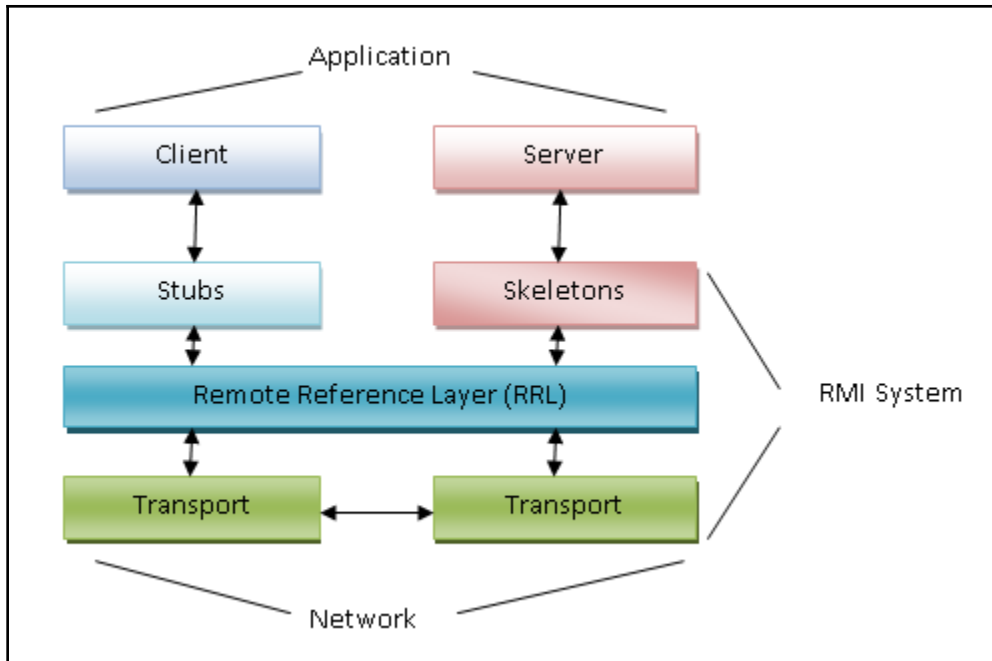 Application
Client
Server
Stubs
Skeletons
Remote Reference Layer (RRL)
RMI System
Transport
Transport
Network